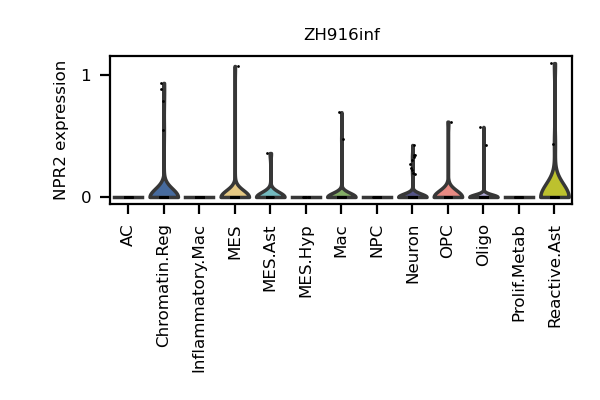 ZH916inf
NPR2 expression
1
0
AC
Chromatin.Reg
Inflammatory.Mac
MES
MES.Ast
MES.Hyp
Mac
NPC
Neuron
OPC
Oligo
Prolif.Metab
Reactive.Ast